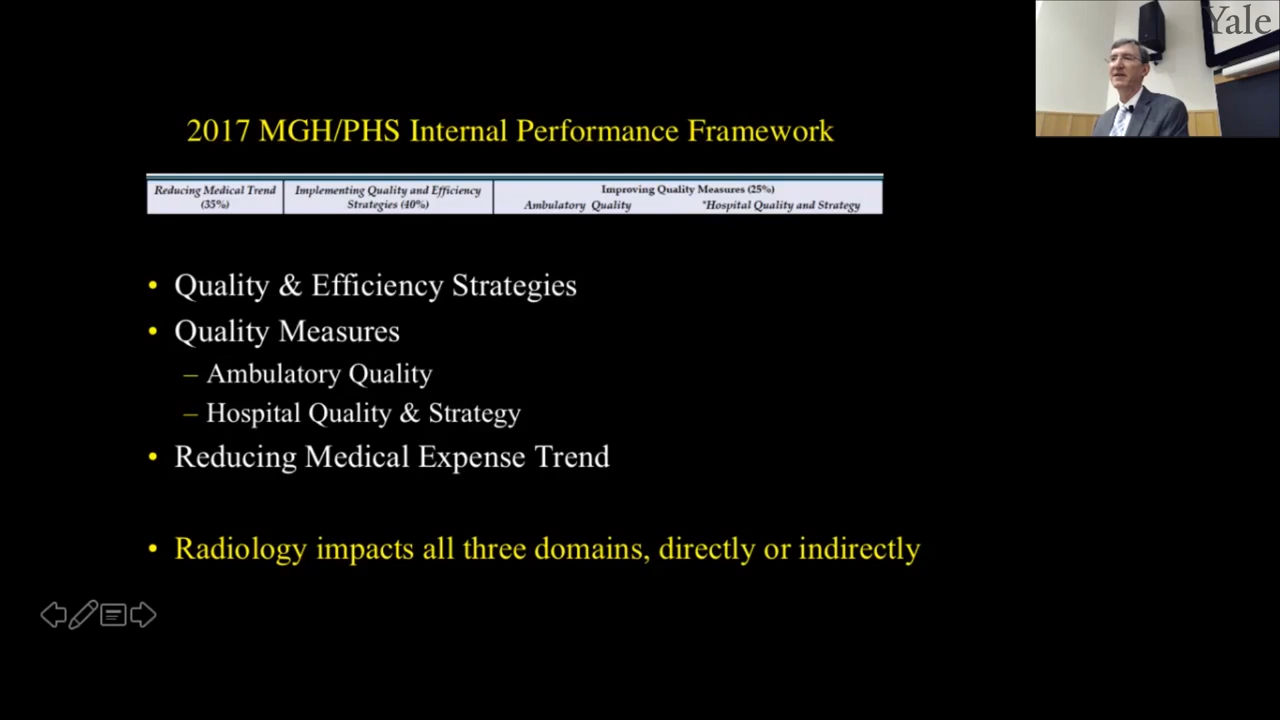 Yale
2017 MGH/PHS Internal Performance Framework
Reducing Medical Trend
(35%)
Implementing Quality and Efficiency
Strategies (40%)
Improving Quality Measures (25%)
Ambulatory Quality
*Hospital Quality and Strategy
• Quality & Efficiency Strategies
• Quality Measures
– Ambulatory Quality
– Hospital Quality & Strategy
• Reducing Medical Expense Trend
• Radiology impacts all three domains, directly or indirectly